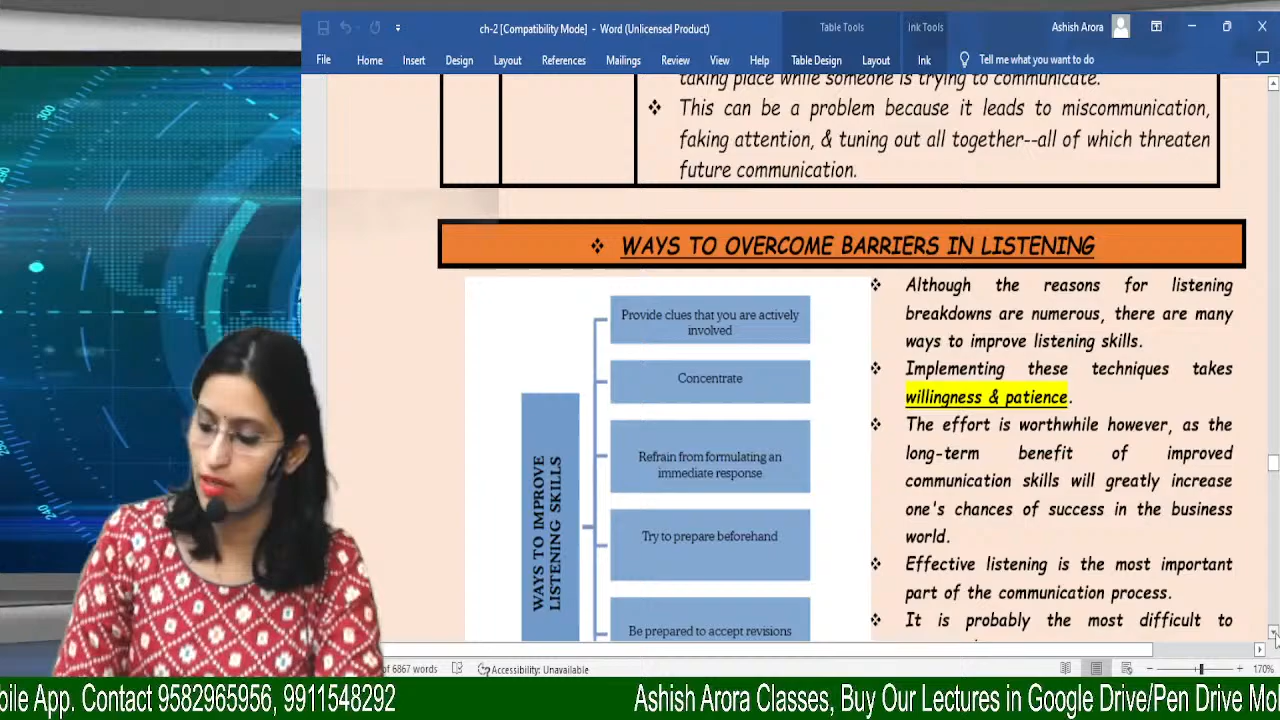 ch-2 [Compatibility Mode] - Word (Unlicensed Product)
Table Tools
Ink Tools
Ashish Arora
File Home Insert Design Layout References Mailings Review View Help Table Design Layout Ink Tell me what you want to do
taking place while someone is trying to communicate.
❖ This can be a problem because it leads to miscommunication,
faking attention, & tuning out all together--all of which threaten
future communication.
❖ WAYS TO OVERCOME BARRIERS IN LISTENING
WAYS TO IMPROVE
LISTENING SKILLS
Provide clues that you are actively
involved
Concentrate
Refrain from formulating an
immediate response
Try to prepare beforehand
Be prepared to accept revisions
❖ Although the reasons for listening
breakdowns are numerous, there are many
ways to improve listening skills.
❖ Implementing these techniques takes
willingness & patience.
❖ The effort is worthwhile however, as the
long-term benefit of improved
communication skills will greatly increase
one's chances of success in the business
world.
❖ Effective listening is the most important
part of the communication process.
❖ It is probably the most difficult to
300
240
of 6867 words
Accessibility: Unavailable
170%
bile App. Contact 9582965956, 9911548292
Ashish Arora Classes, Buy Our Lectures in Google Drive/Pen Drive Mo